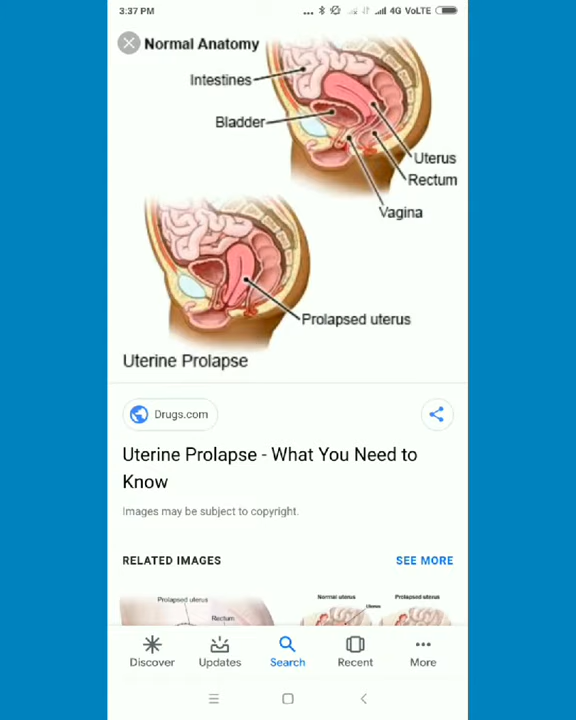 3:37 PM
4G VoLTE
Normal Anatomy
Intestines
Bladder
Uterus
Rectum
Vagina
Prolapsed uterus
Uterine Prolapse
Drugs.com
Uterine Prolapse - What You Need to
Know
Images may be subject to copyright.
RELATED IMAGES SEE MORE
Prolapsed uterus
Rectum
Normal uterus Prolapsed uterus
Uterus
Discover Updates Search Recent More